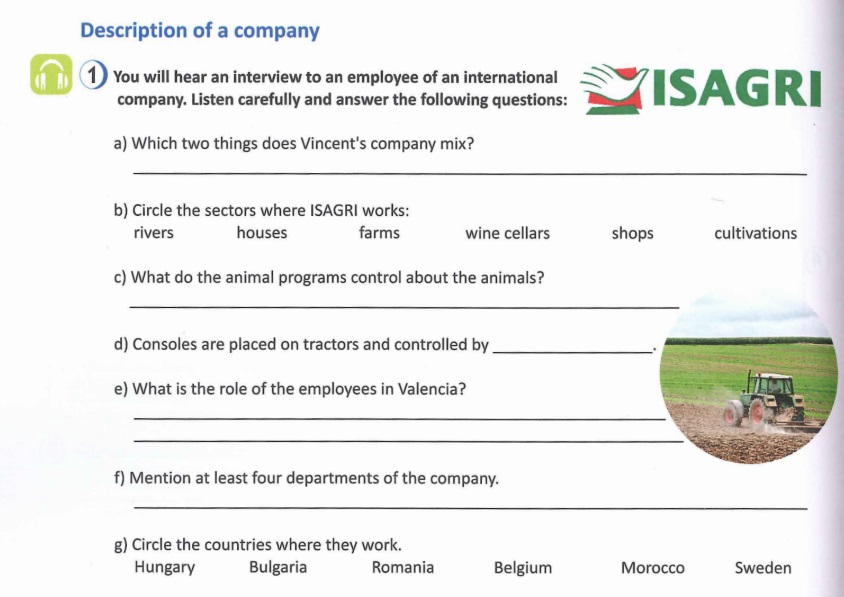 Description of a company
1 You will hear an interview to an employee of an international
company. Listen carefully and answer the following questions:
ISAGRI
a) Which two things does Vincent's company mix?
b) Circle the sectors where ISAGRI works:
rivers houses farms wine cellars shops cultivations
c) What do the animal programs control about the animals?
d) Consoles are placed on tractors and controlled by ____________________.
e) What is the role of the employees in Valencia?
f) Mention at least four departments of the company.
g) Circle the countries where they work.
Hungary Bulgaria Romania Belgium Morocco Sweden